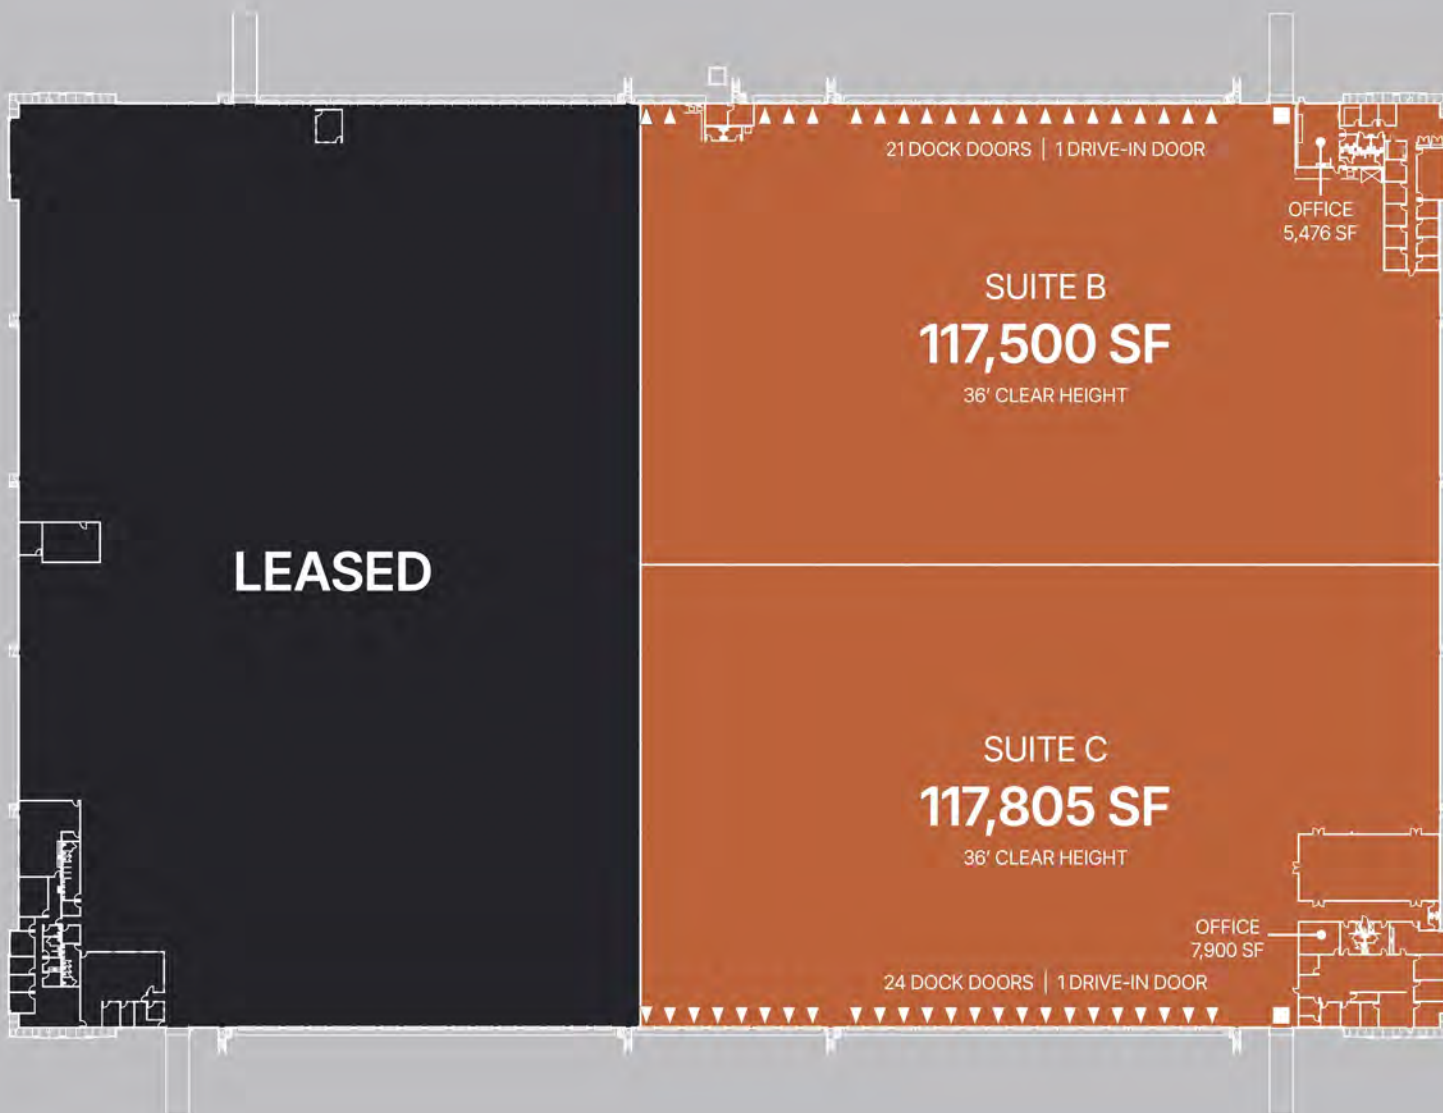 21 DOCK DOORS | 1 DRIVE-IN DOOR
OFFICE
5,476 SF
SUITE B
117,500 SF
36' CLEAR HEIGHT
LEASED
SUITE C
117,805 SF
36' CLEAR HEIGHT
OFFICE
7,900 SF
24 DOCK DOORS | 1 DRIVE-IN DOOR